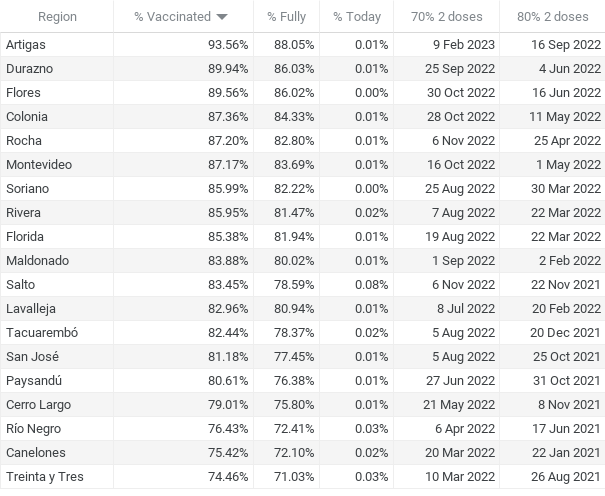 Region % Vaccinated % Fully % Today 70% 2 doses 80% 2 doses
Artigas 93.56% 88.05% 0.01% 9 Feb 2023 16 Sep 2022
Durazno 89.94% 86.03% 0.01% 25 Sep 2022 4 Jun 2022
Flores 89.56% 86.02% 0.00% 30 Oct 2022 16 Jun 2022
Colonia 87.36% 84.33% 0.01% 28 Oct 2022 11 May 2022
Rocha 87.20% 82.80% 0.01% 6 Nov 2022 25 Apr 2022
Montevideo 87.17% 83.69% 0.01% 16 Oct 2022 1 May 2022
Soriano 85.99% 82.22% 0.00% 25 Aug 2022 30 Mar 2022
Rivera 85.95% 81.47% 0.02% 7 Aug 2022 22 Mar 2022
Florida 85.38% 81.94% 0.01% 19 Aug 2022 22 Mar 2022
Maldonado 83.88% 80.02% 0.01% 1 Sep 2022 2 Feb 2022
Salto 83.45% 78.59% 0.08% 6 Nov 2022 22 Nov 2021
Lavalleja 82.96% 80.94% 0.01% 8 Jul 2022 20 Feb 2022
Tacuarembó 82.44% 78.37% 0.02% 5 Aug 2022 20 Dec 2021
San José 81.18% 77.45% 0.01% 5 Aug 2022 25 Oct 2021
Paysandú 80.61% 76.38% 0.01% 27 Jun 2022 31 Oct 2021
Cerro Largo 79.01% 75.80% 0.01% 21 May 2022 8 Nov 2021
Río Negro 76.43% 72.41% 0.03% 6 Apr 2022 17 Jun 2021
Canelones 75.42% 72.10% 0.02% 20 Mar 2022 22 Jan 2021
Treinta y Tres 74.46% 71.03% 0.03% 10 Mar 2022 26 Aug 2021